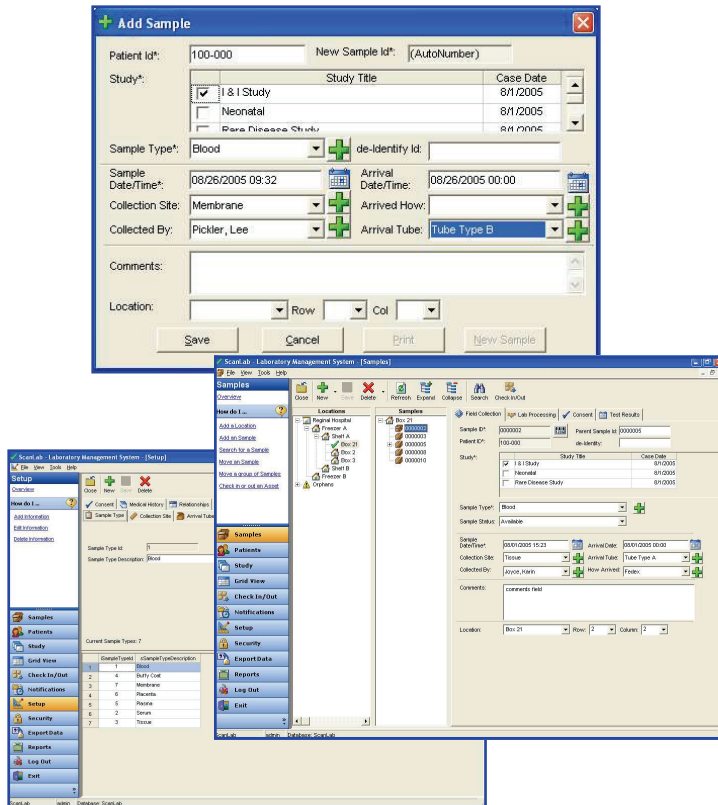 Add Sample
Patient Id*: 100-000 New Sample Id*: (AutoNumber)
Study*: Study Title Case Date
I & I Study 8/1/2005
Neonatal 8/1/2005
Rare Disease Study 8/1/2005
Sample Type*: Blood de-Identify Id:
Sample Date/Time*: 08/26/2005 09:32 Arrival Date/Time: 08/26/2005 00:00
Collection Site: Membrane Arrived How:
Collected By: Pickler, Lee Arrival Tube: Tube Type B
Comments:
Location: Row Col
Save Cancel Print New Sample
ScanLab - Laboratory Management System - [Samples]
File View Tools Help
Samples
Overview
How do I ...
Add a Location
Add an Sample
Search for a Sample
Move an Sample
Move a group of Samples
Check in or out an Asset
Samples
Patients
Study
Grid View
Check In/Out
Notifications
Setup
Security
Export Data
Reports
Log Out
Exit
ScanLab admin Database: ScanLab
Close New Save Delete Refresh Expand Collapse Search Check In/Out
Locations
Reginal Hospital
Freezer A
Shelf A
Box 21
Box 2
Box 3
Shelf B
Freezer B
Orphans
Samples
Box 21
0000002
0000003
0000005
0000008
0000010
Field Collection Lab Processing Consent Test Results
Sample ID*: 0000002 Parent Sample Id: 0000005
Patient ID*: 100-000 de-Identify:
Study*: Study Title Case Date
I & I Study 8/1/2005
Neonatal 8/1/2005
Rare Disease Study 8/1/2005
Sample Type*: Blood
Sample Status: Available
Sample Date/Time*: 08/01/2005 15:23 Arrival Date: 08/01/2005 00:00
Collection Site: Tissue Arrival Tube: Tube Type A
Collected By: Joyce, Karin How Arrived: Fedex
Comments: comments field
Location: Box 21 Row: 2 Column: 2
ScanLab - Laboratory Management System - [Setup]
File View Tools Help
Setup
Overview
How do I ...
Add Information
Edit Information
Delete Information
Samples
Patients
Study
Grid View
Check In/Out
Notifications
Setup
Security
Export Data
Reports
Log Out
Exit
ScanLab admin Database: ScanLab
Close New Save Delete
Consent Medical History Relationships
Sample Type Collection Site Arrival Tube
Sample Type Id: 1
Sample Type Description: Blood
Current Sample Types: 7
iSampleTypeId cSampleTypeDescription
1 1 Blood
2 4 Buffy Coat
3 7 Membrane
4 6 Placenta
5 5 Plasma
6 2 Serum
7 3 Tissue